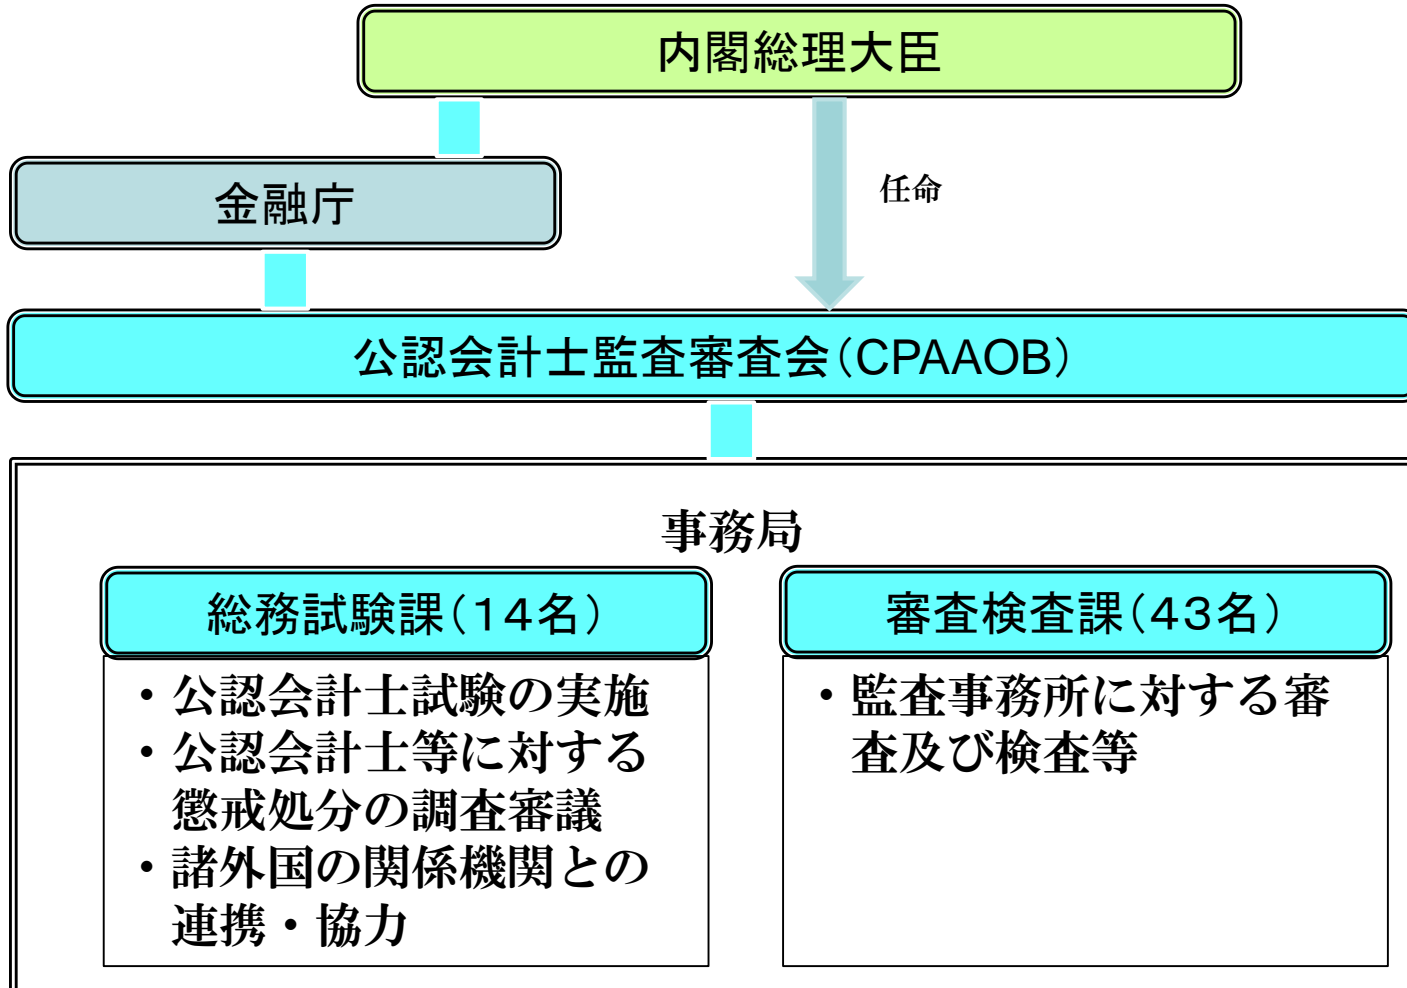 内閣総理大臣
任命
金融庁
公認会計士監査審査会（CPAAOB）
事務局
総務試験課（１４名）
・公認会計士試験の実施
・公認会計士等に対する
懲戒処分の調査審議
・諸外国の関係機関との
連携・協力
審査検査課（４３名）
・監査事務所に対する審
査及び検査等